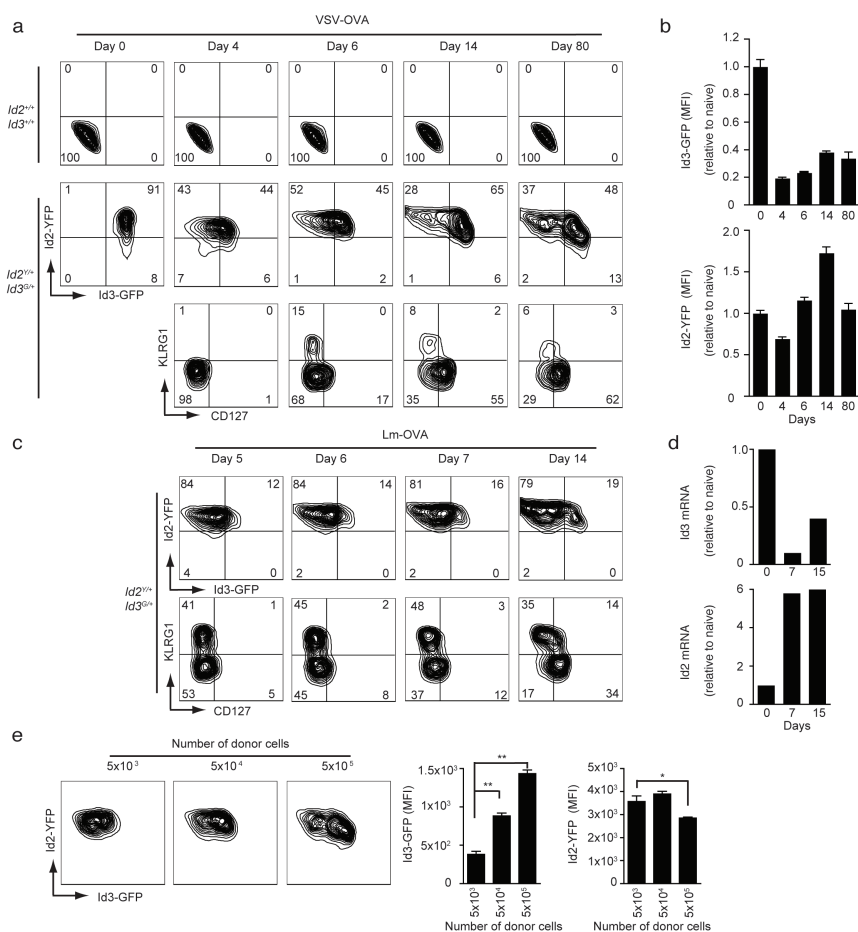 a
VSV-OVA
Day 0 Day 4 Day 6 Day 14 Day 80
Id2+/+
Id3+/+
0 0 0 0 0 0 0 0 0 0
100 0 100 0 100 0 100 0 100 0
Id2Y/+
Id3G/+
Id2-YFP
1 91 43 44 52 45 28 65 37 48
0 8 7 6 1 2 1 6 2 13
Id3-GFP
KLRG1
1 0 15 0 8 2 6 3
98 1 68 17 35 55 29 62
CD127
b
Id3-GFP (MFI)
(relative to naive)
1.2
1.0
0.8
0.6
0.4
0.2
0 4 6 14 80
Id2-YFP (MFI)
(relative to naive)
2.0
1.5
1.0
0.5
0
0 4 6 14 80
Days
c
Lm-OVA
Day 5 Day 6 Day 7 Day 14
Id2Y/+
Id3G/+
Id2-YFP
84 12 84 14 81 16 79 19
4 0 2 0 2 0 2 0
Id3-GFP
KLRG1
41 1 45 2 48 3 35 14
53 5 45 8 37 12 17 34
CD127
d
Id3 mRNA
(relative to naive)
1.0
0.5
0
0 7 15
Id2 mRNA
(relative to naive)
6
4
2
0
0 7 15
Days
e
Number of donor cells
5x10³ 5x10⁴ 5x10⁵
Id2-YFP
Id3-GFP
Id3-GFP (MFI)
1.5x10³
1x10³
5x10²
0
**
**
5x10³ 5x10⁴ 5x10⁵
Number of donor cells
Id2-YFP (MFI)
5x10³
4x10³
3x10³
2x10³
1x10³
0
*
5x10³ 5x10⁴ 5x10⁵
Number of donor cells